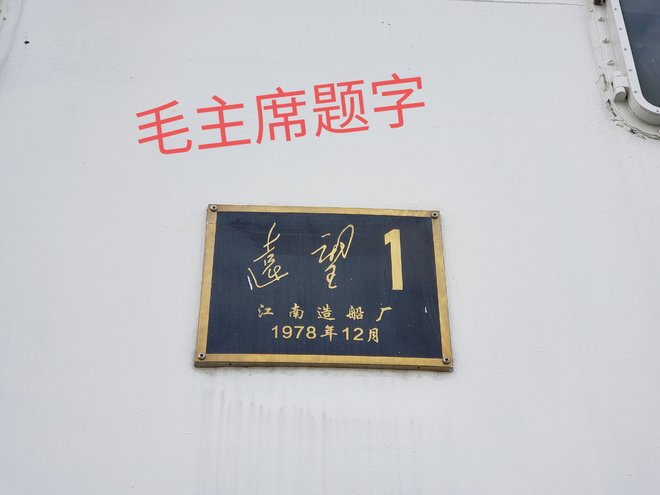 毛主席题字
遠望 1
江南造船厂
1978年12月